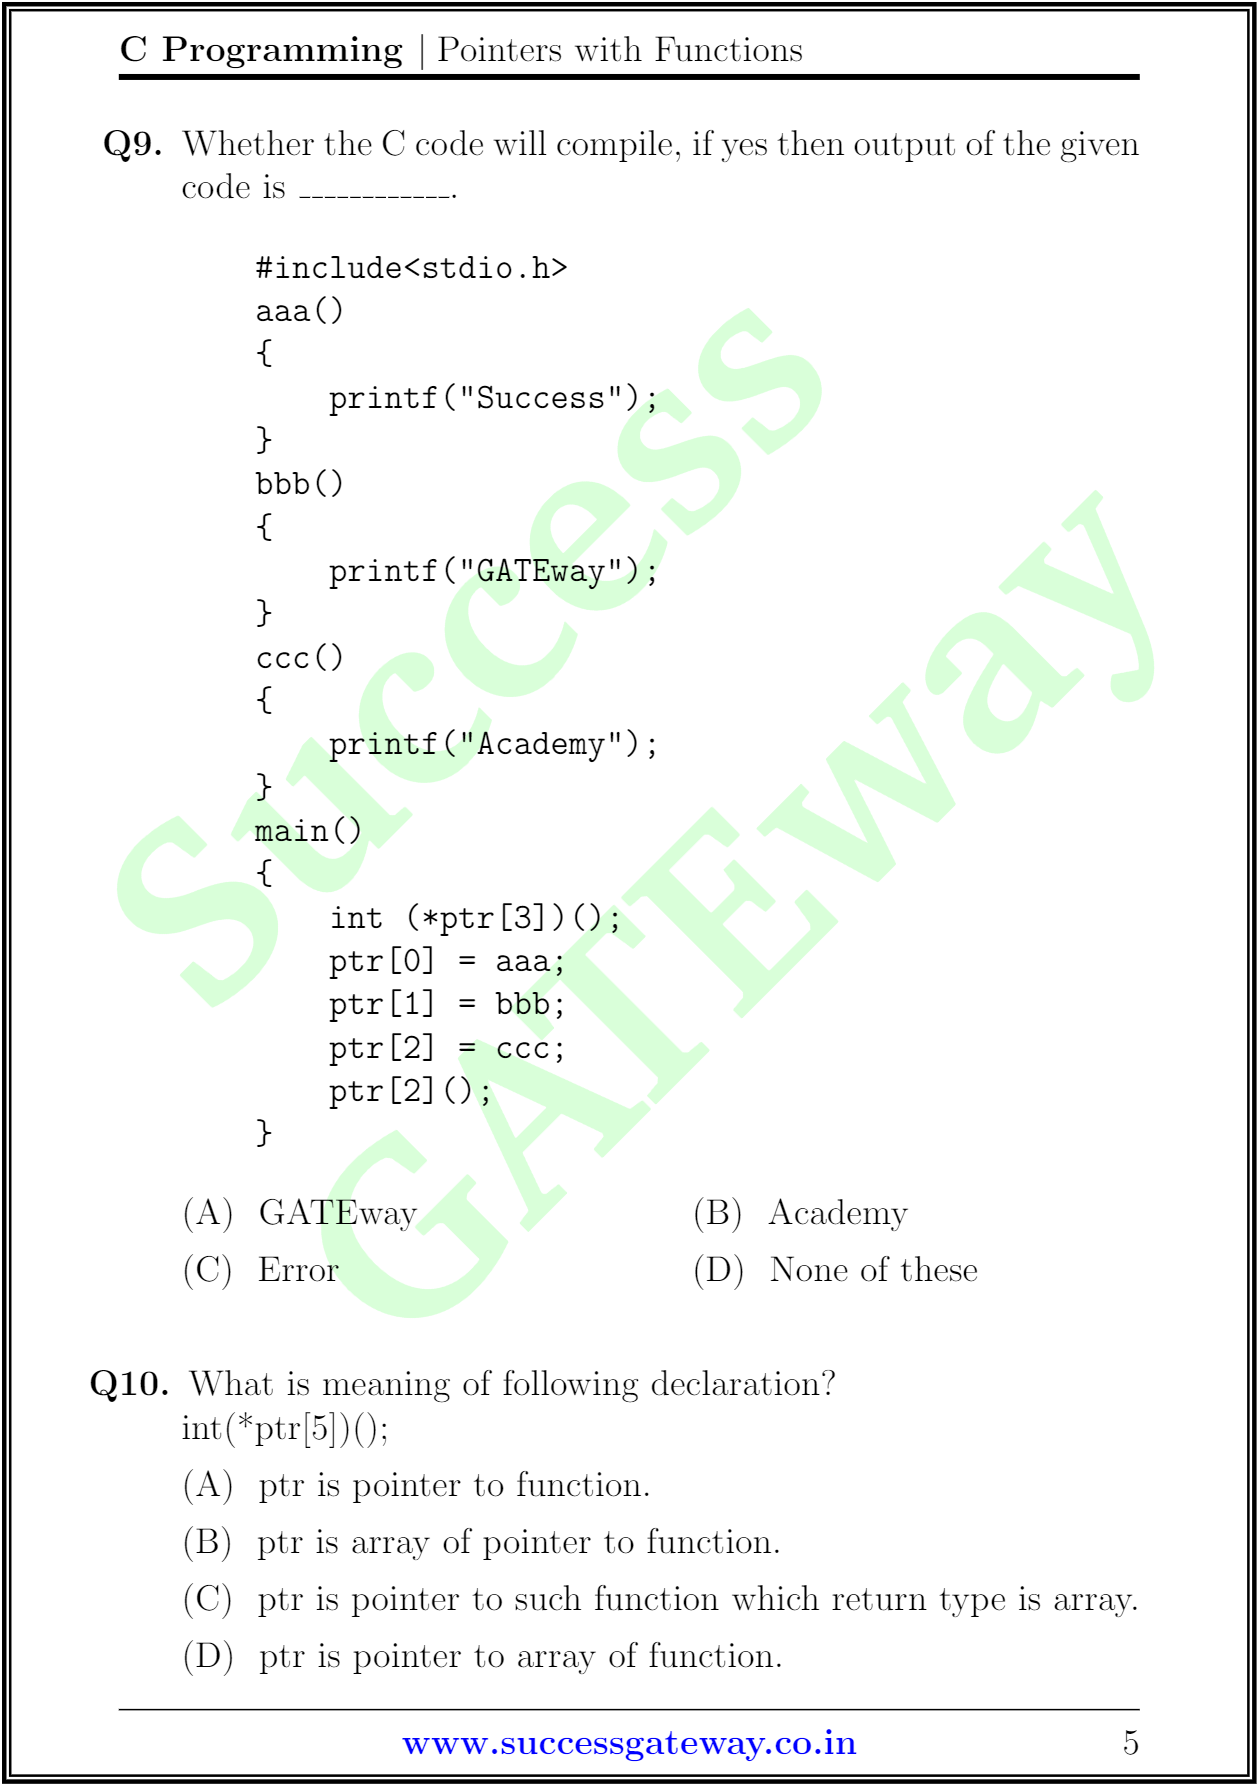 C Programming | Pointers with Functions
Q9. Whether the C code will compile, if yes then output of the given
code is ____________.
#include<stdio.h>
aaa()
{
    printf("Success");
}
bbb()
{
    printf("GATEway");
}
ccc()
{
    printf("Academy");
}
main()
{
    int (*ptr[3])();
    ptr[0] = aaa;
    ptr[1] = bbb;
    ptr[2] = ccc;
    ptr[2]();
}
(A) GATEway (B) Academy
(C) Error (D) None of these
Q10. What is meaning of following declaration?
int(*ptr[5])();
(A) ptr is pointer to function.
(B) ptr is array of pointer to function.
(C) ptr is pointer to such function which return type is array.
(D) ptr is pointer to array of function.
www.successgateway.co.in 5
Success
GATEway